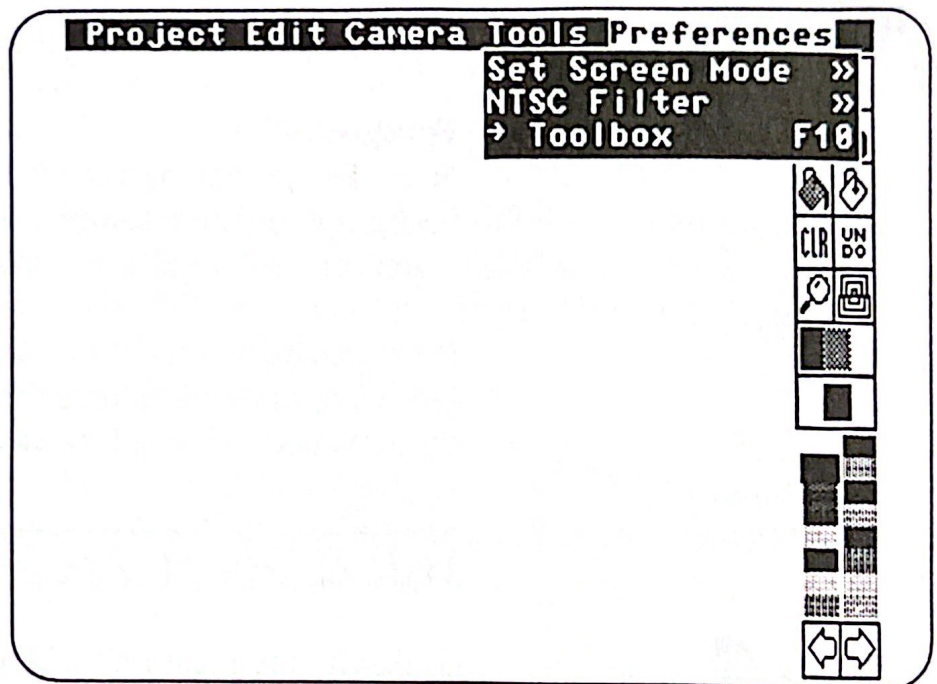 Project Edit Camera Tools Preferences
Set Screen Mode »
NTSC Filter »
→ Toolbox F10
CLR UN
DO